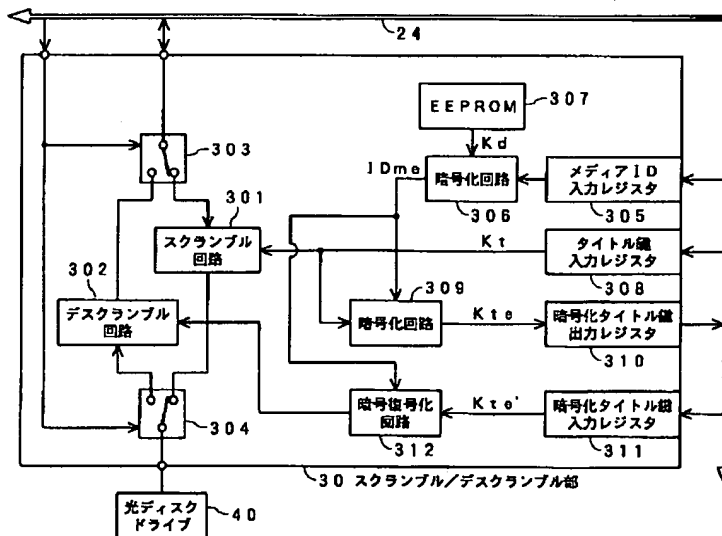 24
EEPROM
307
Kd
303
IDme
暗号化回路
306
メディアID
入力レジスタ
305
301
スクランブル
回路
Kt
タイトル鍵
入力レジスタ
308
302
デスクランブル
回路
309
暗号化回路
Kte
暗号化タイトル鍵
出力レジスタ
310
304
暗号復号化
回路
312
Kte'
暗号化タイトル鍵
入力レジスタ
311
30 スクランブル/デスクランブル部
光ディスク
ドライブ
40